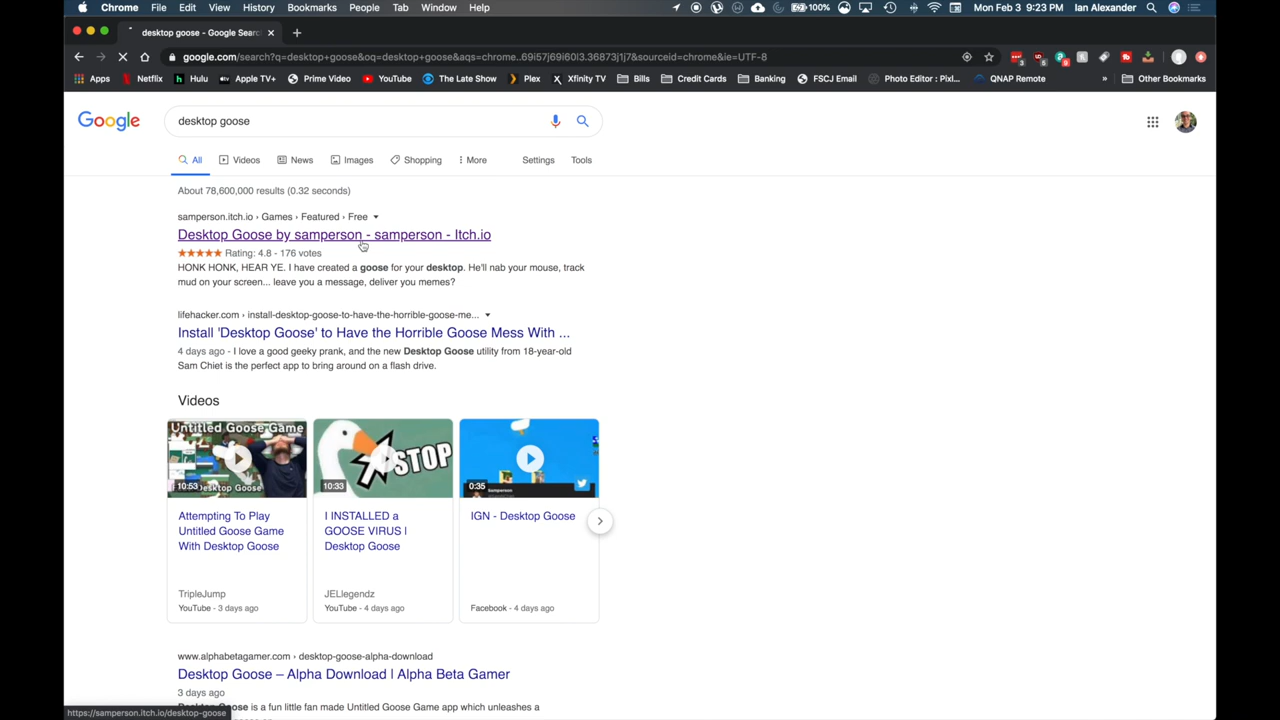 Chrome File Edit View History Bookmarks People Tab Window Help 100% Mon Feb 3 9:23 PM Ian Alexander
desktop goose - Google Searc
google.com/search?q=desktop+goose&oq=desktop+goose&aqs=chrome..69i57j69i60l3.36873j1j7&sourceid=chrome&ie=UTF-8
Apps Netflix Hulu Apple TV+ Prime Video YouTube The Late Show Plex Xfinity TV Bills Credit Cards Banking FSCJ Email Photo Editor : Pixl... QNAP Remote » Other Bookmarks
Google desktop goose
All Videos News Images Shopping More Settings Tools
About 78,600,000 results (0.32 seconds)
samperson.itch.io › Games › Featured › Free
Desktop Goose by samperson - samperson - Itch.io
Rating: 4.8 - 176 votes
HONK HONK, HEAR YE. I have created a goose for your desktop. He'll nab your mouse, track
mud on your screen... leave you a message, deliver you memes?
lifehacker.com › install-desktop-goose-to-have-the-horrible-goose-me...
Install 'Desktop Goose' to Have the Horrible Goose Mess With ...
4 days ago - I love a good geeky prank, and the new Desktop Goose utility from 18-year-old
Sam Chiet is the perfect app to bring around on a flash drive.
Videos
Untitled Goose Game
Desktop Goose
10:53
STOP
10:33
Samperson
0:35
Attempting To Play
Untitled Goose Game
With Desktop Goose
TripleJump
YouTube - 3 days ago
I INSTALLED a
GOOSE VIRUS |
Desktop Goose
JELlegendz
YouTube - 4 days ago
IGN - Desktop Goose
Facebook - 4 days ago
www.alphabetagamer.com › desktop-goose-alpha-download
Desktop Goose – Alpha Download | Alpha Beta Gamer
3 days ago
Desktop Goose is a fun little fan made Untitled Goose Game app which unleashes a
https://samperson.itch.io/desktop-goose